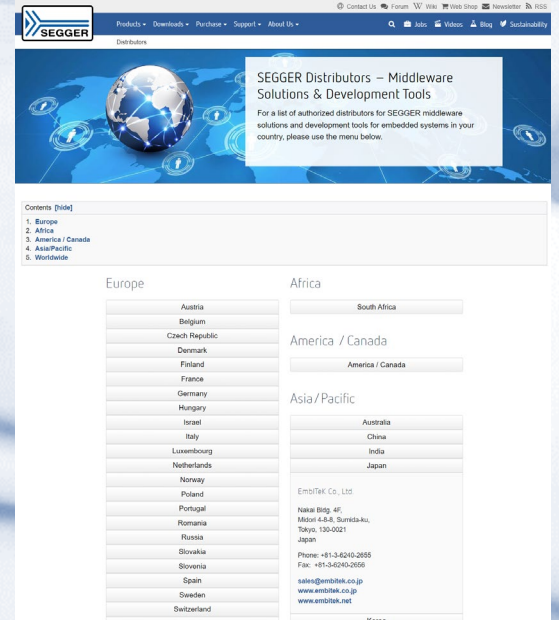 Contact Us Forum Wiki Web Shop Newsletter RSS
SEGGER
Products Downloads Purchase Support About Us
Jobs Videos Blog Sustainability
Distributors
SEGGER Distributors – Middleware
Solutions & Development Tools
For a list of authorized distributors for SEGGER middleware
solutions and development tools for embedded systems in your
country, please use the menu below.
Contents [hide]
1. Europe
2. Africa
3. America / Canada
4. Asia/Pacific
5. Worldwide
Europe
Austria
Belgium
Czech Republic
Denmark
Finland
France
Germany
Hungary
Israel
Italy
Luxembourg
Netherlands
Norway
Poland
Portugal
Romania
Russia
Slovakia
Slovenia
Spain
Sweden
Switzerland
Africa
South Africa
America / Canada
America / Canada
Asia/Pacific
Australia
China
India
Japan
EmbITeK Co., Ltd.
Nakai Bldg. 4F,
Midori 4-8-8, Sumida-ku,
Tokyo, 130-0021
Japan
Phone: +81-3-6240-2655
Fax: +81-3-6240-2656
sales@embitek.co.jp
www.embitek.co.jp
www.embitek.net